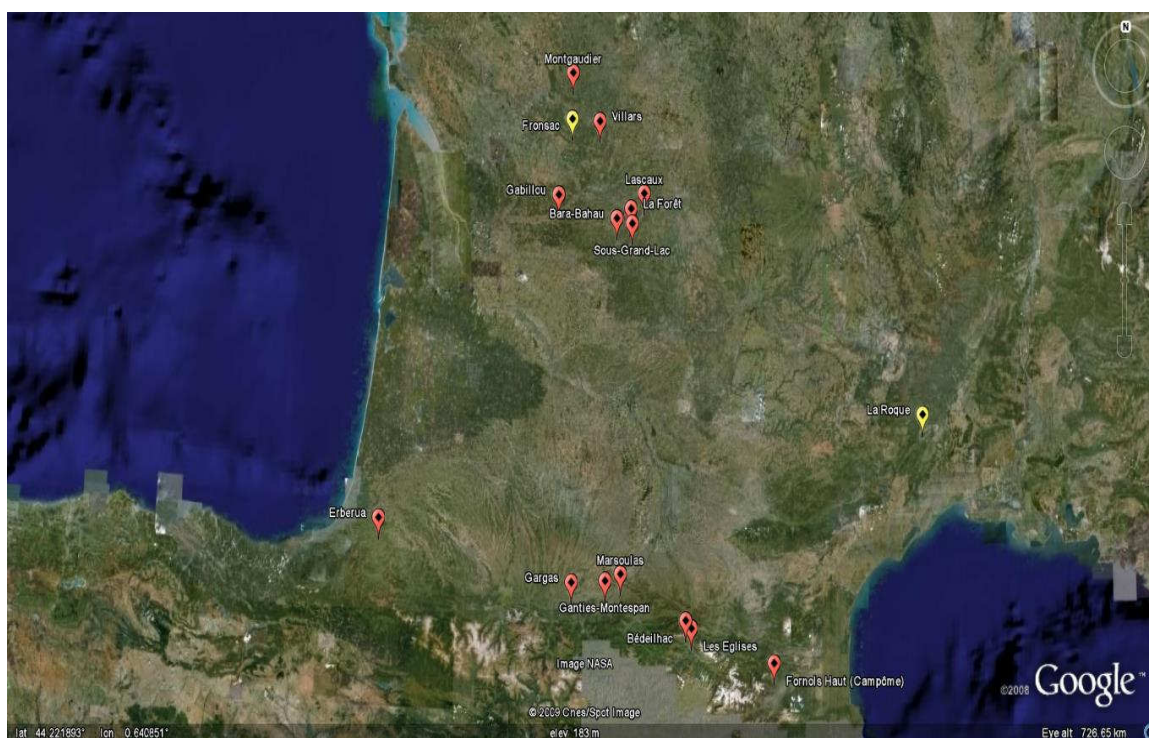 N
Montgaudier
Fronsac
Villars
Lascaux
Gabillou
La Forêt
Bara-Bahau
Sous-Grand-Lac
La Roque
Erberua
Marsoulas
Gargas
Ganties-Montespan
Bédeilhac
Les Eglises
Image NASA
Fornols Haut (Campôme)
©2008 Google™
© 2009 Cnes/Spot Image
lat 44.221893° lon 0.640851° elev 183 m Eye alt 726.65 km